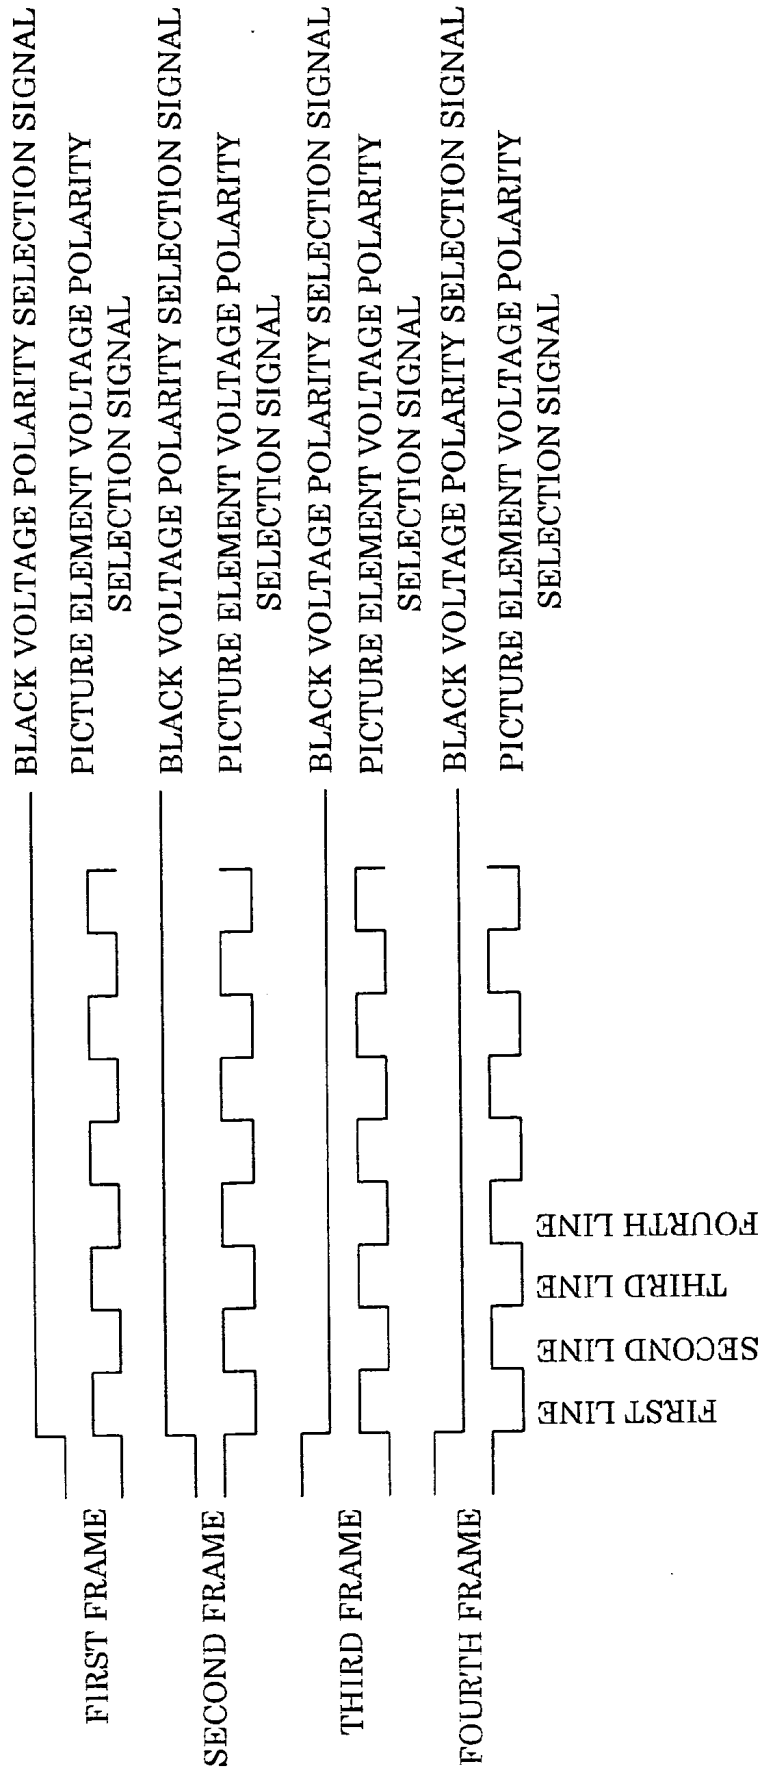 FIRST FRAME
BLACK VOLTAGE POLARITY SELECTION SIGNAL
PICTURE ELEMENT VOLTAGE POLARITY
SELECTION SIGNAL
SECOND FRAME
BLACK VOLTAGE POLARITY SELECTION SIGNAL
PICTURE ELEMENT VOLTAGE POLARITY
SELECTION SIGNAL
THIRD FRAME
BLACK VOLTAGE POLARITY SELECTION SIGNAL
PICTURE ELEMENT VOLTAGE POLARITY
SELECTION SIGNAL
FOURTH FRAME
BLACK VOLTAGE POLARITY SELECTION SIGNAL
PICTURE ELEMENT VOLTAGE POLARITY
SELECTION SIGNAL
FIRST LINE
SECOND LINE
THIRD LINE
FOURTH LINE